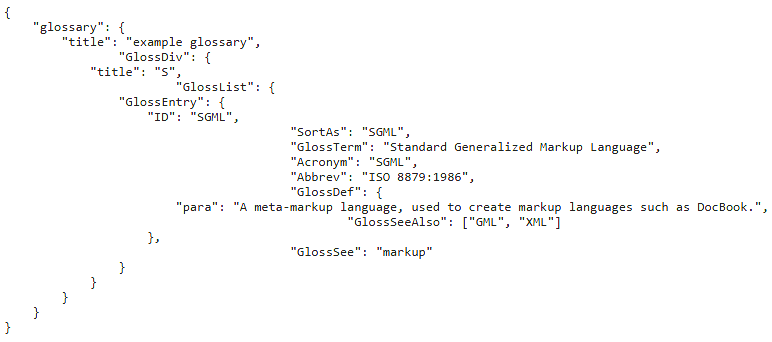 {
    "glossary": {
        "title": "example glossary",
                "GlossDiv": {
            "title": "S",
                        "GlossList": {
                "GlossEntry": {
                    "ID": "SGML",
                                        "SortAs": "SGML",
                                        "GlossTerm": "Standard Generalized Markup Language",
                                        "Acronym": "SGML",
                                        "Abbrev": "ISO 8879:1986",
                                        "GlossDef": {
                        "para": "A meta-markup language, used to create markup languages such as DocBook.",
                                                "GlossSeeAlso": ["GML", "XML"]
                    },
                                        "GlossSee": "markup"
                }
            }
        }
    }
}